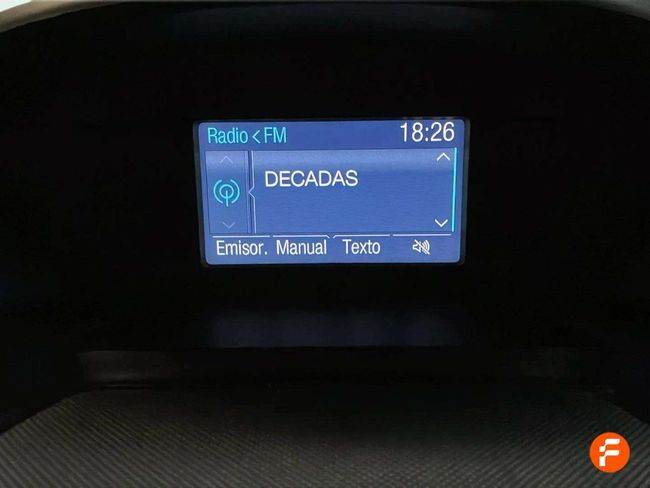 Radio < FM 18:26
DECADAS
Emisor. Manual Texto